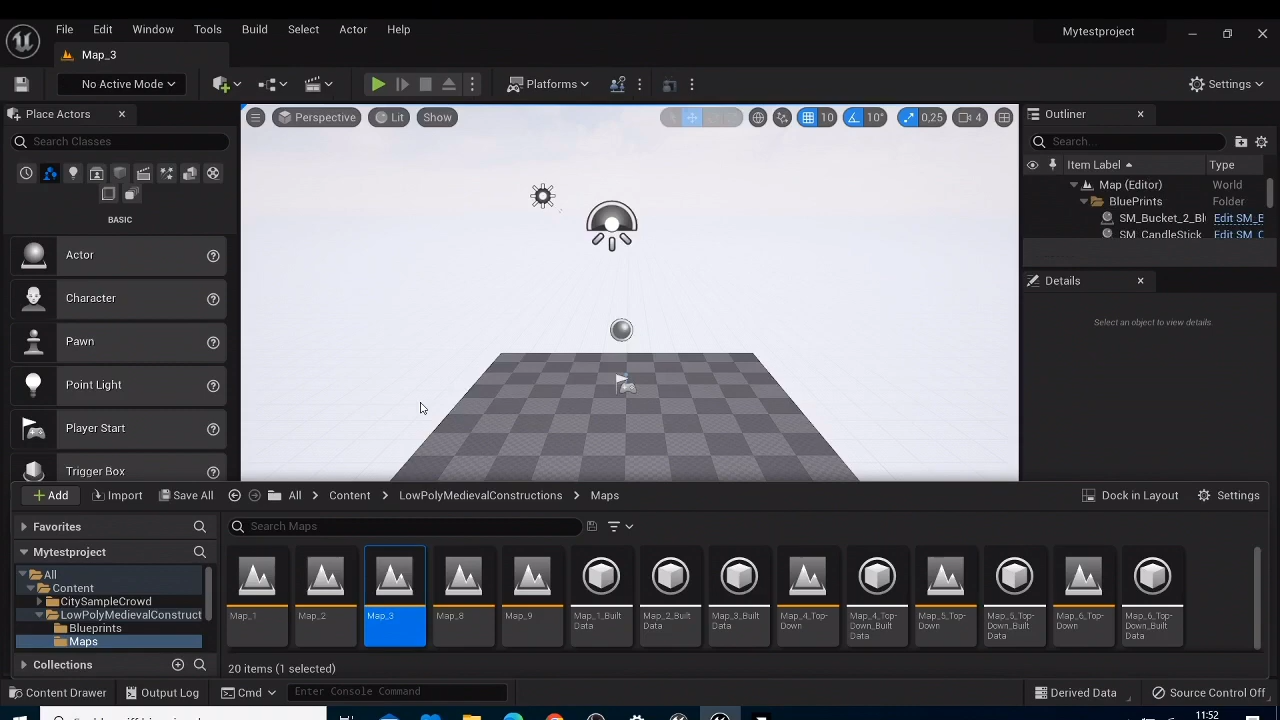 File Edit Window Tools Build Select Actor Help
Mytestproject
Map_3
No Active Mode
Platforms
Settings
Place Actors
Search Classes
BASIC
Actor
Character
Pawn
Point Light
Player Start
Trigger Box
Perspective Lit Show
10 10° 0,25 4
Outliner
Search...
Item Label Type
Map (Editor) World
BluePrints Folder
SM_Bucket_2_Bl Edit SM_E
SM_CandleStick Edit SM_C
Details
Select an object to view details.
Add Import Save All All Content LowPolyMedievalConstructions Maps
Dock in Layout Settings
Favorites
Search Maps
Mytestproject
All
Content
CitySampleCrowd
LowPolyMedievalConstruct
Blueprints
Maps
Collections
Map_1
Map_2
Map_3
Map_8
Map_9
Map_1_Built
Data
Map_2_Built
Data
Map_3_Built
Data
Map_4_Top-
Down
Map_4_Top-
Down_Built
Data
Map_5_Top-
Down
Map_5_Top-
Down_Built
Data
Map_6_Top-
Down
Map_6_Top-
Down_Built
Data
20 items (1 selected)
Content Drawer Output Log Cmd Enter Console Command
Derived Data Source Control Off
11:52